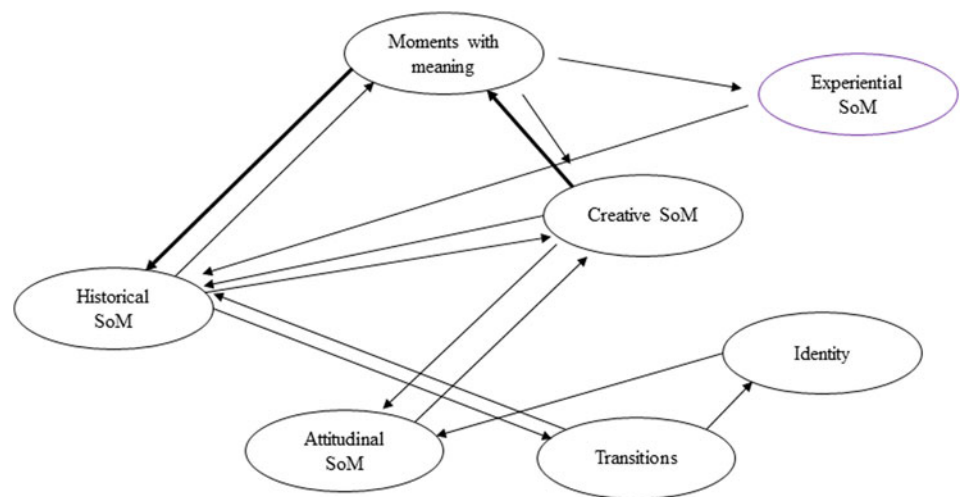 Moments with
meaning
Experiential
SoM
Creative SoM
Historical
SoM
Identity
Attitudinal
SoM
Transitions